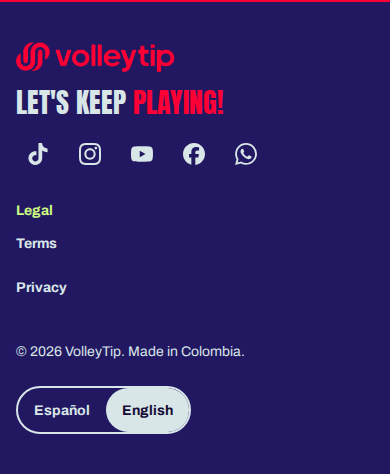 volleytip
LET'S KEEP PLAYING!
Legal
Terms
Privacy
© 2026 VolleyTip. Made in Colombia.
Español English